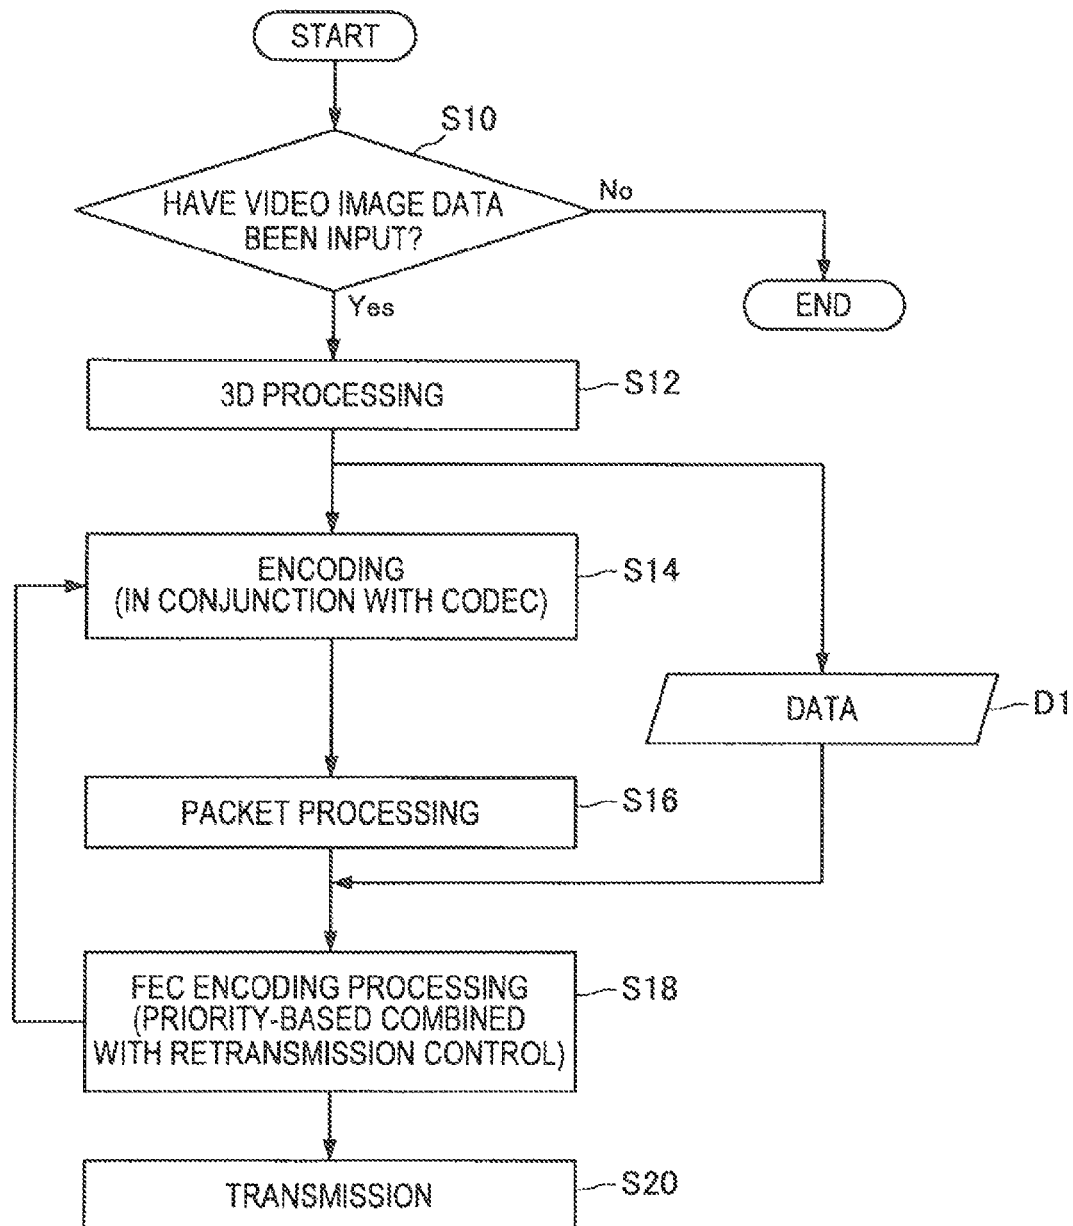 START
S10
HAVE VIDEO IMAGE DATA
BEEN INPUT?
No
END
Yes
3D PROCESSING
S12
ENCODING
(IN CONJUNCTION WITH CODEC)
S14
DATA
D1
PACKET PROCESSING
S16
FEC ENCODING PROCESSING
(PRIORITY-BASED COMBINED
WITH RETRANSMISSION CONTROL)
S18
TRANSMISSION
S20